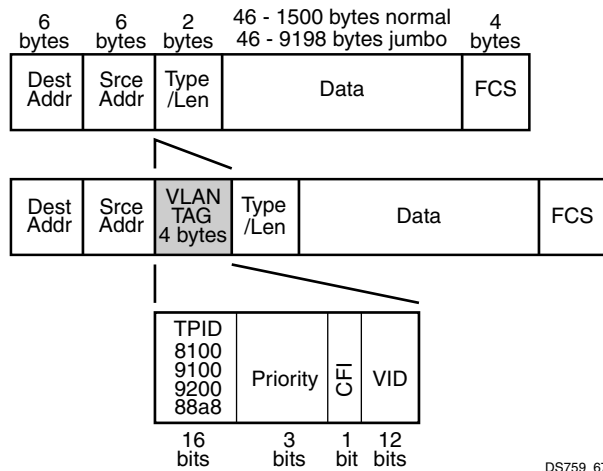 6 bytes 6 bytes 2 bytes 46 - 1500 bytes normal 46 - 9198 bytes jumbo 4 bytes
Dest Addr Srce Addr Type /Len Data FCS
Dest Addr Srce Addr VLAN TAG 4 bytes Type /Len Data FCS
TPID
8100
9100
9200
88a8
Priority
CFI
VID
16 bits 3 bits 1 bit 12 bits